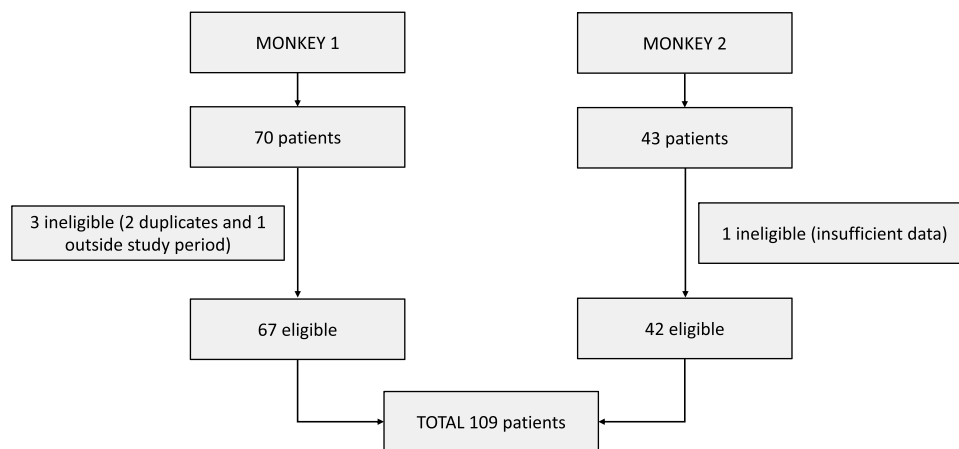 MONKEY 1
MONKEY 2
70 patients
43 patients
3 ineligible (2 duplicates and 1
outside study period)
1 ineligible (insufficient data)
67 eligible
42 eligible
TOTAL 109 patients